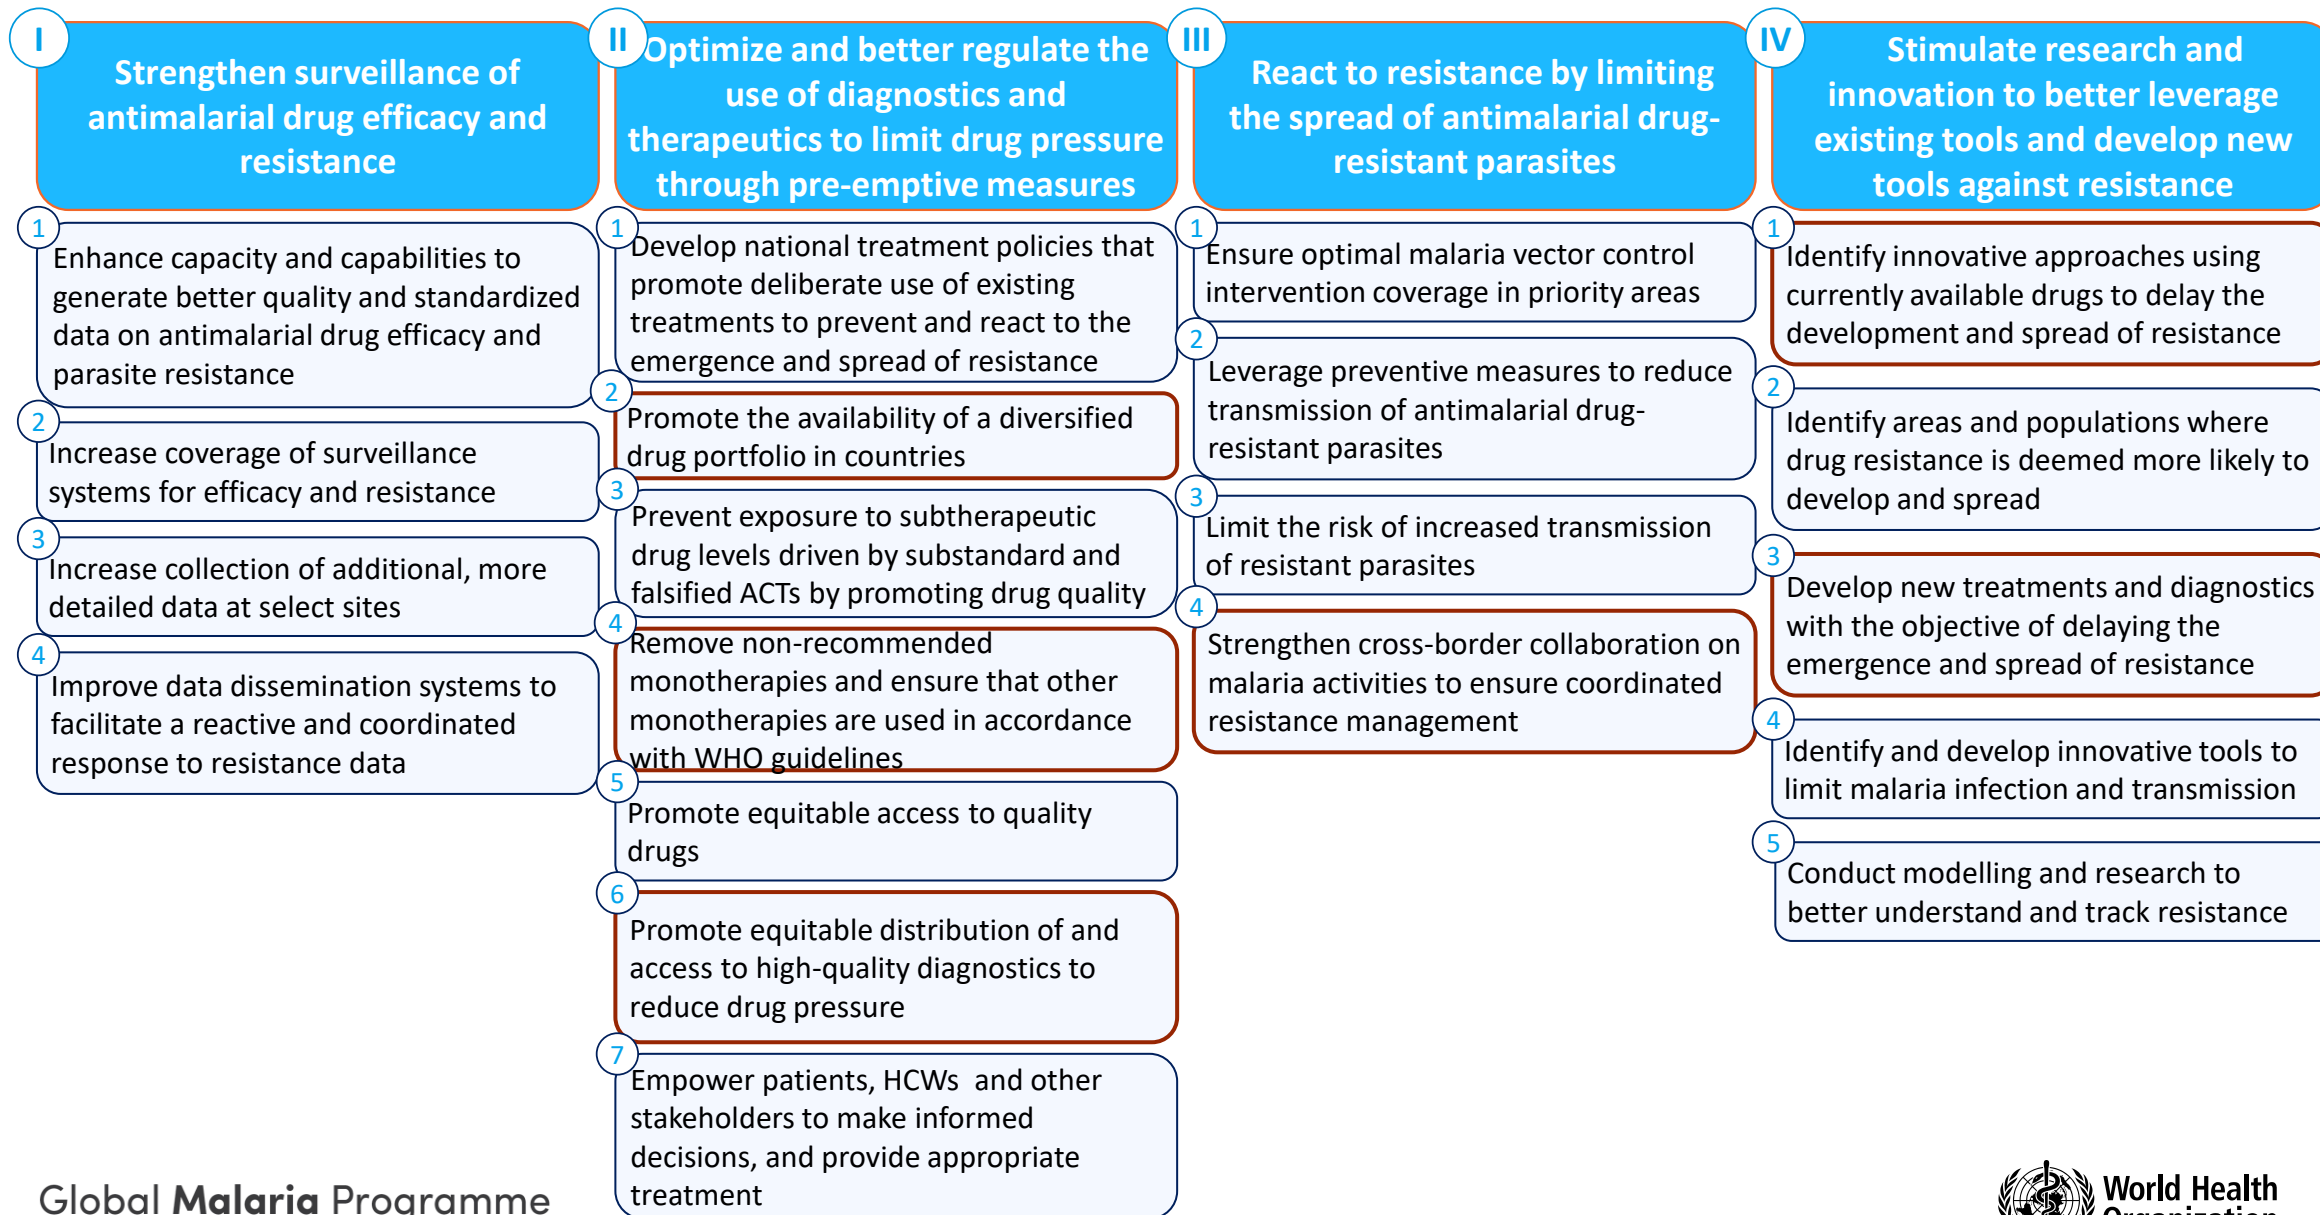 I
Strengthen surveillance of
antimalarial drug efficacy and
resistance
1
Enhance capacity and capabilities to
generate better quality and standardized
data on antimalarial drug efficacy and
parasite resistance
2
Increase coverage of surveillance
systems for efficacy and resistance
3
Increase collection of additional, more
detailed data at select sites
4
Improve data dissemination systems to
facilitate a reactive and coordinated
response to resistance data
II
Optimize and better regulate the
use of diagnostics and
therapeutics to limit drug pressure
through pre-emptive measures
1
Develop national treatment policies that
promote deliberate use of existing
treatments to prevent and react to the
emergence and spread of resistance
2
Promote the availability of a diversified
drug portfolio in countries
3
Prevent exposure to subtherapeutic
drug levels driven by substandard and
falsified ACTs by promoting drug quality
4
Remove non-recommended
monotherapies and ensure that other
monotherapies are used in accordance
with WHO guidelines
5
Promote equitable access to quality
drugs
6
Promote equitable distribution of and
access to high-quality diagnostics to
reduce drug pressure
7
Empower patients, HCWs and other
stakeholders to make informed
decisions, and provide appropriate
treatment
III
React to resistance by limiting
the spread of antimalarial drug-
resistant parasites
1
Ensure optimal malaria vector control
intervention coverage in priority areas
2
Leverage preventive measures to reduce
transmission of antimalarial drug-
resistant parasites
3
Limit the risk of increased transmission
of resistant parasites
4
Strengthen cross-border collaboration on
malaria activities to ensure coordinated
resistance management
IV
Stimulate research and
innovation to better leverage
existing tools and develop new
tools against resistance
1
Identify innovative approaches using
currently available drugs to delay the
development and spread of resistance
2
Identify areas and populations where
drug resistance is deemed more likely to
develop and spread
3
Develop new treatments and diagnostics
with the objective of delaying the
emergence and spread of resistance
4
Identify and develop innovative tools to
limit malaria infection and transmission
5
Conduct modelling and research to
better understand and track resistance
Global Malaria Programme
World Health
Organization